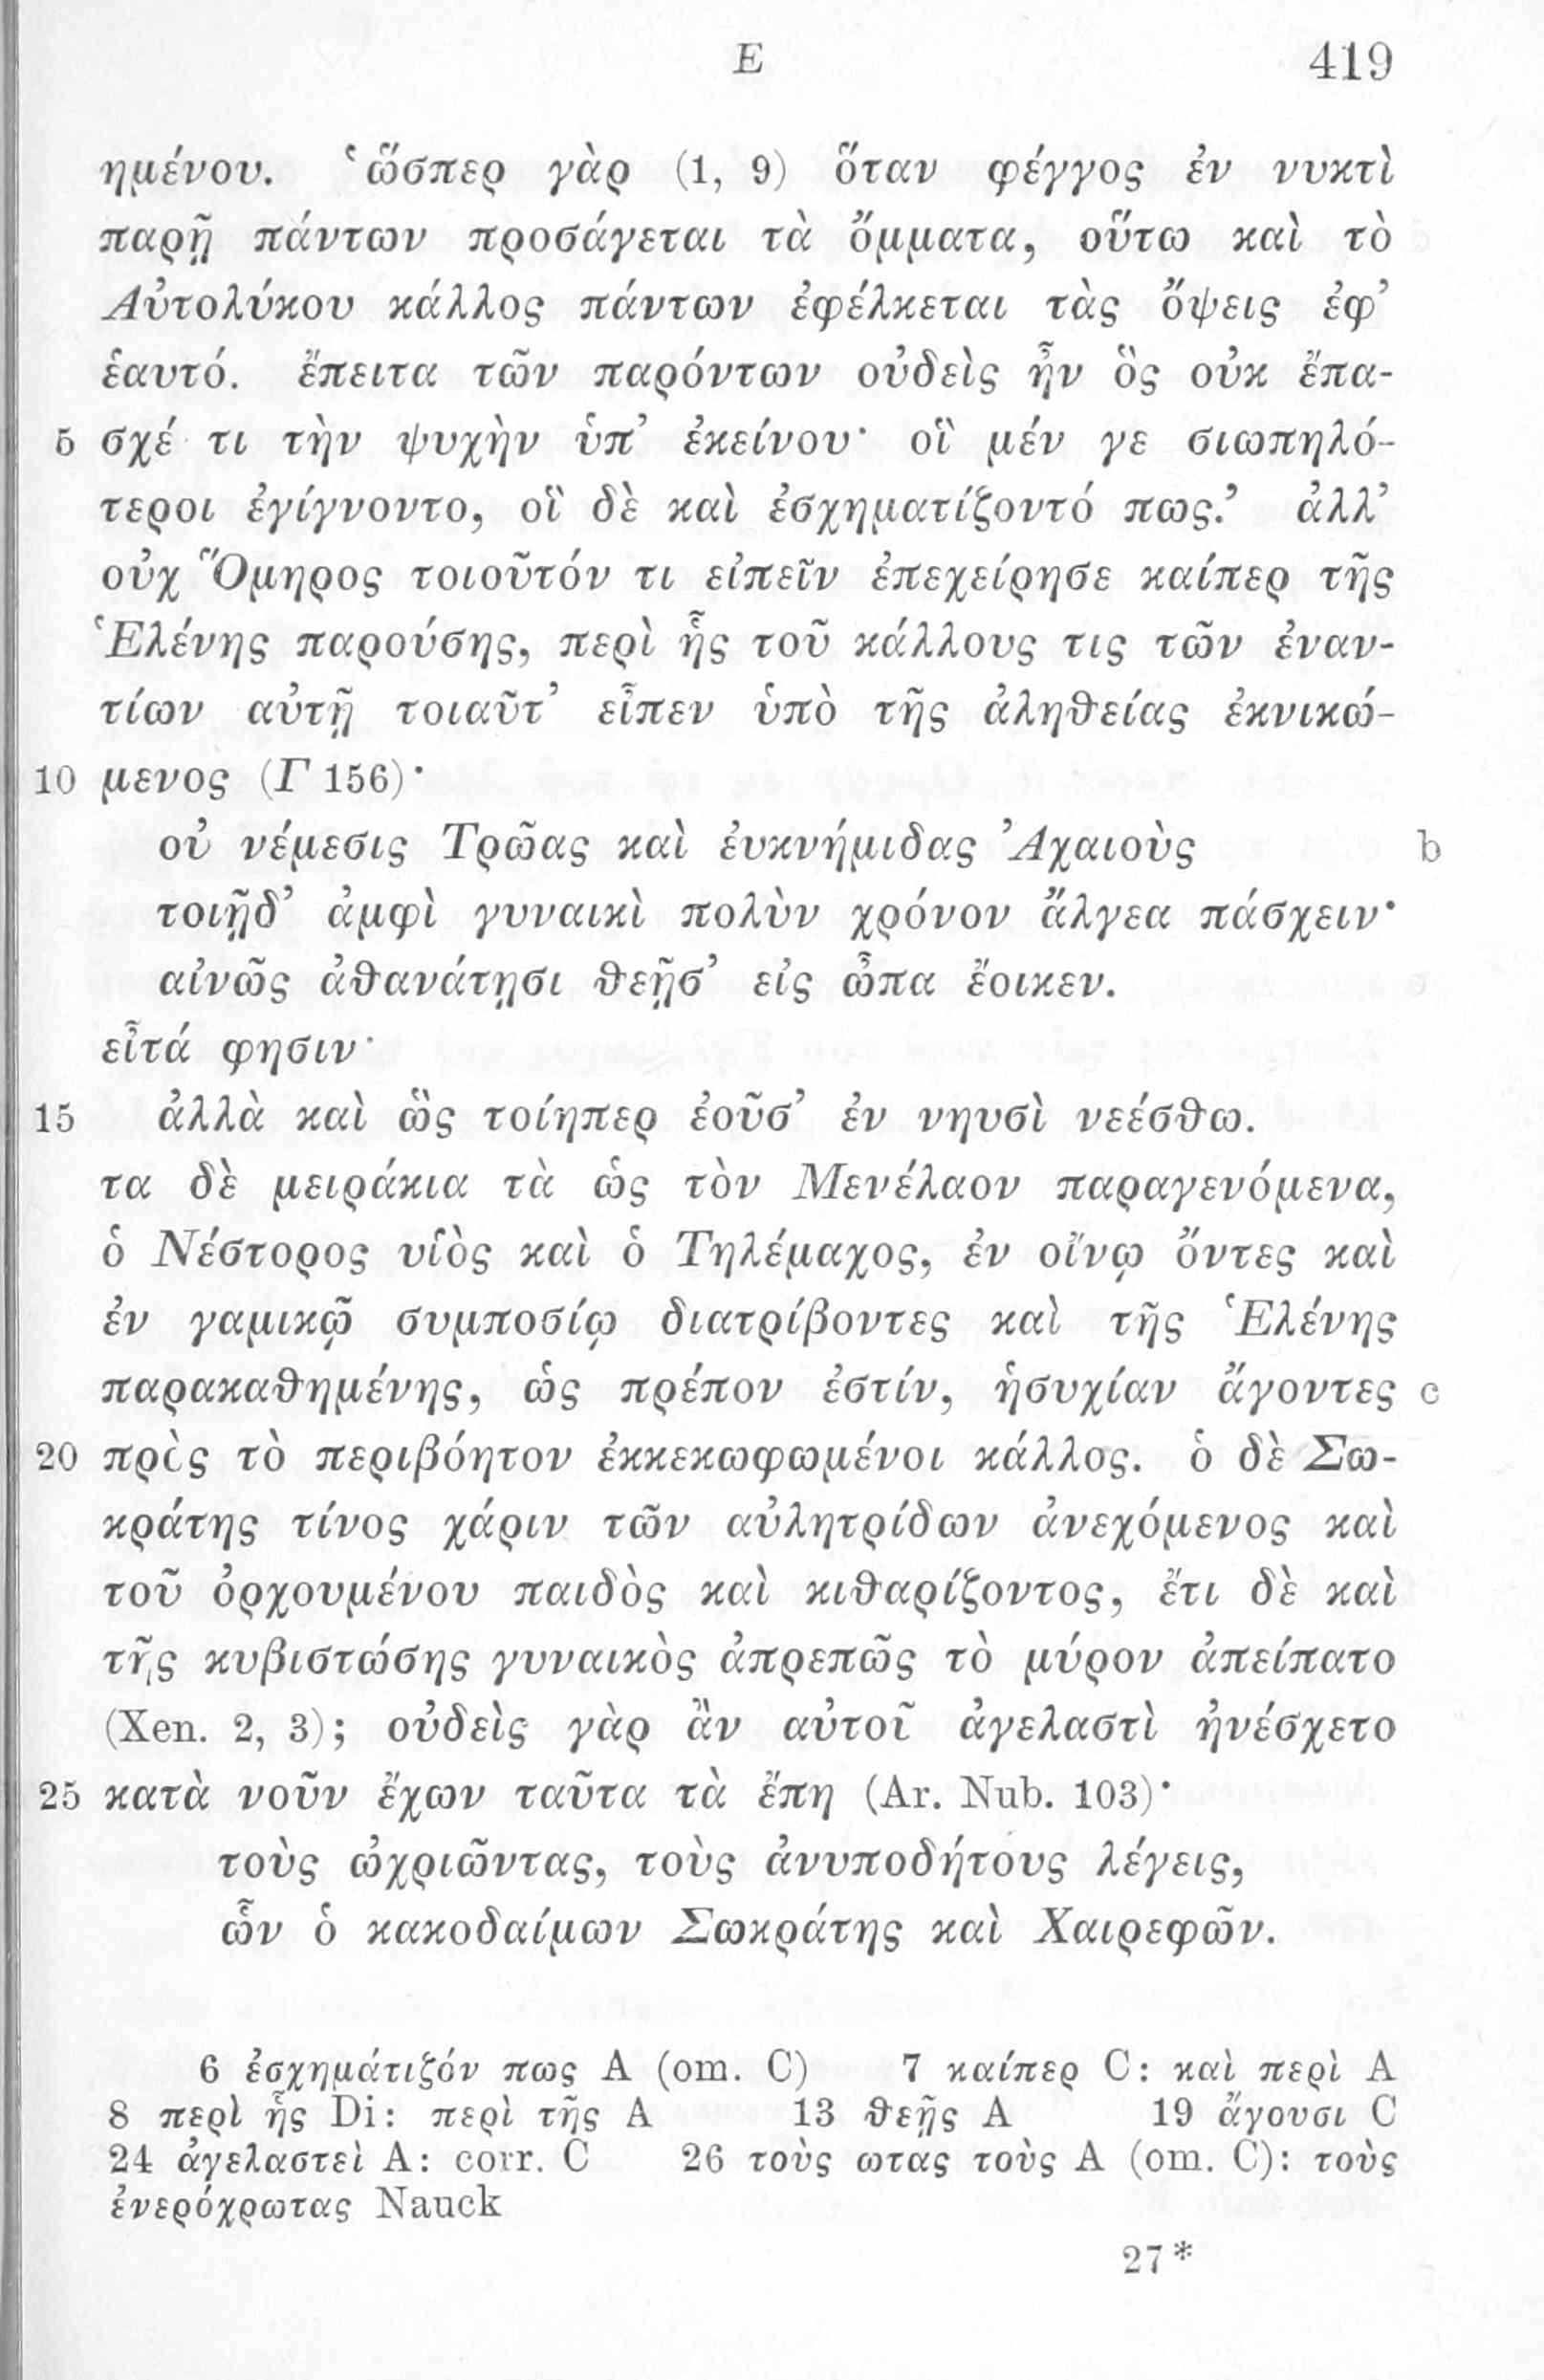 E 419
ημένου. ‘ὥσπερ γὰρ (1, 9) ὅταν φέγγος ἐν νυκτὶ
παρῇ πάντων προσάγεται τὰ ὄμματα, οὕτω καὶ τὸ
Αὐτολύκου κάλλος πάντων ἐφέλκεται τὰς ὄψεις ἐφ’
ἑαυτό. ἔπειτα τῶν παρόντων οὐδεὶς ἦν ὃς οὐκ ἔπα-
5 σχέ τι τὴν ψυχὴν ὑπ’ ἐκείνου· οἳ μέν γε σιωπηλό-
τεροι ἐγίγνοντο, οἳ δὲ καὶ ἐσχηματίζοντό πως.’ ἀλλ’
οὐχ Ὅμηρος τοιοῦτόν τι εἰπεῖν ἐπεχείρησε καίπερ τῆς
Ἑλένης παρούσης, περὶ ἧς τοῦ κάλλους τις τῶν ἐναν-
τίων αὐτῇ τοιαῦτ’ εἶπεν ὑπὸ τῆς ἀληθείας ἐκνικώ-
10 μενος (Γ 156)·
οὐ νέμεσις Τρῶας καὶ ἐυκνήμιδας Ἀχαιοὺς b
τοιῇδ’ ἀμφὶ γυναικὶ πολὺν χρόνον ἄλγεα πάσχειν·
αἰνῶς ἀθανάτῃσι θεῇσ’ εἰς ὦπα ἔοικεν.
εἶτά φησιν·
15 ἀλλὰ καὶ ὣς τοίηπερ ἐοῦσ’ ἐν νηυσὶ νεέσθω.
τα δὲ μειράκια τὰ ὡς τὸν Μενέλαον παραγενόμενα,
ὁ Νέστορος υἱὸς καὶ ὁ Τηλέμαχος, ἐν οἴνῳ ὄντες καὶ
ἐν γαμικῷ συμποσίῳ διατρίβοντες καὶ τῆς Ἑλένης
παρακαθημένης, ὡς πρέπον ἐστίν, ἡσυχίαν ἄγοντες c
20 πρὸς τὸ περιβόητον ἐκκεκωφωμένοι κάλλος. ὁ δὲ Σω-
κράτης τίνος χάριν τῶν αὐλητρίδων ἀνεχόμενος καὶ
τοῦ ὀρχουμένου παιδὸς καὶ κιθαρίζοντος, ἔτι δὲ καὶ
τῆς κυβιστώσης γυναικὸς ἀπρεπῶς τὸ μύρον ἀπείπατο
(Xen. 2, 3); οὐδεὶς γὰρ ἂν αὐτοῖ ἀγελαστὶ ἠνέσχετο
25 κατὰ νοῦν ἔχων ταῦτα τὰ ἔπη (Ar. Nub. 103)·
τοὺς ὠχριῶντας, τοὺς ἀνυποδήτους λέγεις,
ὧν ὁ κακοδαίμων Σωκράτης καὶ Χαιρεφῶν.
6 ἐσχημάτιζόν πως A (om. C) 7 καίπερ C: καὶ περὶ A
8 περὶ ἧς Di: περὶ τῆς A 13 θεῇς A 19 ἄγουσι C
24 ἀγελαστεὶ A: corr. C 26 τοὺς ωτας τοὺς A (om. C): τοὺς
ἐνερόχρωτας Nauck
27*